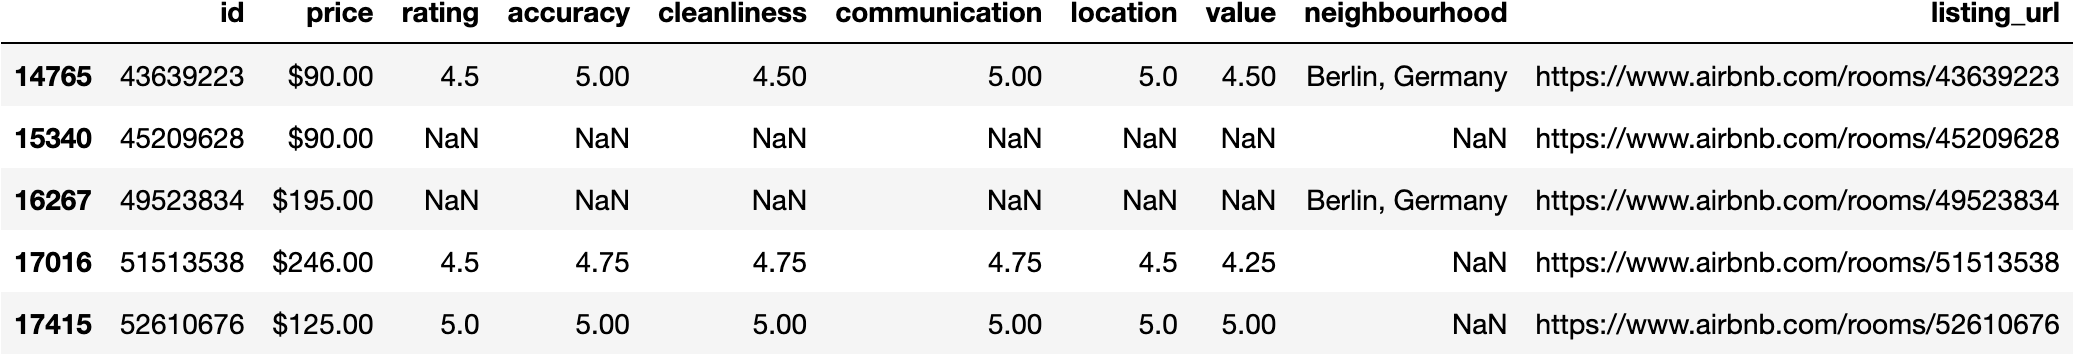 id price rating accuracy cleanliness communication location value neighbourhood listing_url
14765 43639223 $90.00 4.5 5.00 4.50 5.00 5.0 4.50 Berlin, Germany https://www.airbnb.com/rooms/43639223
15340 45209628 $90.00 NaN NaN NaN NaN NaN NaN NaN https://www.airbnb.com/rooms/45209628
16267 49523834 $195.00 NaN NaN NaN NaN NaN NaN Berlin, Germany https://www.airbnb.com/rooms/49523834
17016 51513538 $246.00 4.5 4.75 4.75 4.75 4.5 4.25 NaN https://www.airbnb.com/rooms/51513538
17415 52610676 $125.00 5.0 5.00 5.00 5.00 5.0 5.00 NaN https://www.airbnb.com/rooms/52610676